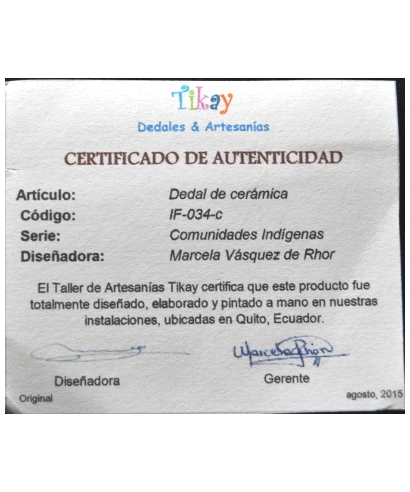 Tikay
Dedales & Artesanías
CERTIFICADO DE AUTENTICIDAD
Artículo: Dedal de cerámica
Código: IF-034-c
Serie: Comunidades Indígenas
Diseñadora: Marcela Vásquez de Rhor
El Taller de Artesanías Tikay certifica que este producto fue
totalmente diseñado, elaborado y pintado a mano en nuestras
instalaciones, ubicadas en Quito, Ecuador.
Diseñadora Gerente
Original agosto, 2015